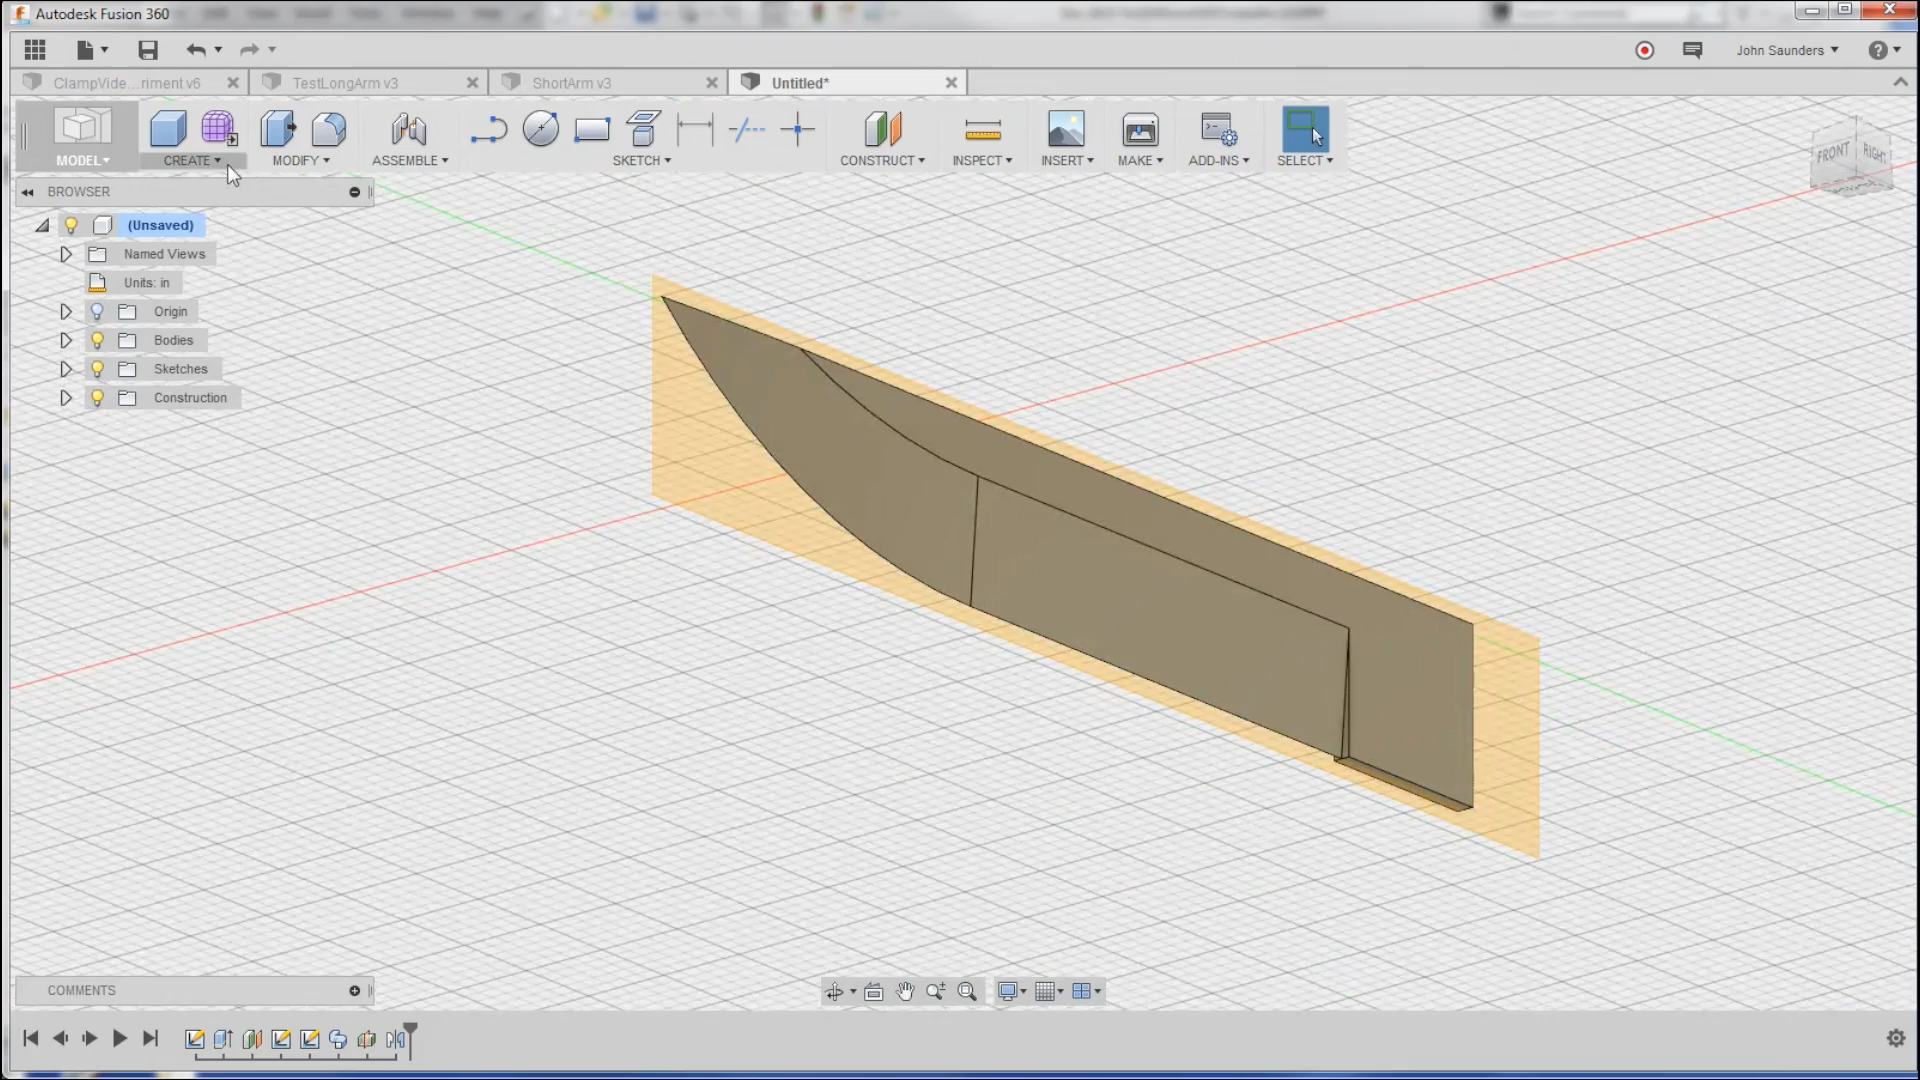 Autodesk Fusion 360
John Saunders
ClampVide...riment v6
TestLongArm v3
ShortArm v3
Untitled*
MODEL
CREATE
MODIFY
ASSEMBLE
SKETCH
CONSTRUCT
INSPECT
INSERT
MAKE
ADD-INS
SELECT
FRONT
RIGHT
BROWSER
(Unsaved)
Named Views
Units: in
Origin
Bodies
Sketches
Construction
COMMENTS